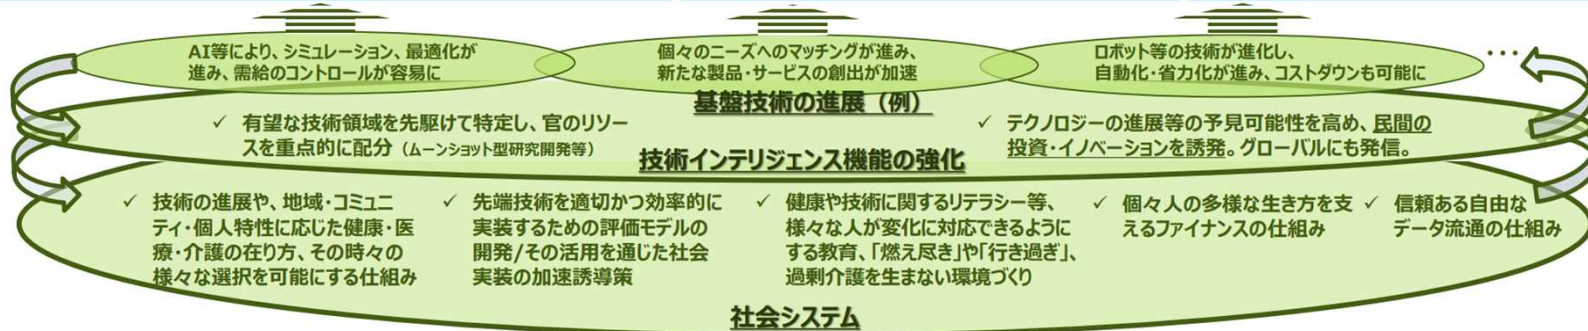 AI等により、シミュレーション、最適化が
進み、需給のコントロールが容易に
個々のニーズへのマッチングが進み、
新たな製品・サービスの創出が加速
ロボット等の技術が進化し、
自動化・省力化が進み、コストダウンも可能に
・・・
基盤技術の進展（例）
✓ 有望な技術領域を先駆けて特定し、官のリソー
スを重点的に配分（ムーンショット型研究開発等）
✓ テクノロジーの進展等の予見可能性を高め、民間の
投資・イノベーションを誘発。グローバルにも発信。
技術インテリジェンス機能の強化
✓ 技術の進展や、地域・コミュニ
ティ・個人特性に応じた健康・医
療・介護の在り方、その時々の
様々な選択を可能にする仕組み
✓ 先端技術を適切かつ効率的に
実装するための評価モデルの
開発/その活用を通じた社会
実装の加速誘導策
✓ 健康や技術に関するリテラシー等、
様々な人が変化に対応できるように
する教育、「燃え尽き」や「行き過ぎ」、
過剰介護を生まない環境づくり
✓ 個々人の多様な生き方を支
えるファイナンスの仕組み
✓ 信頼ある自由な
データ流通の仕組み
社会システム